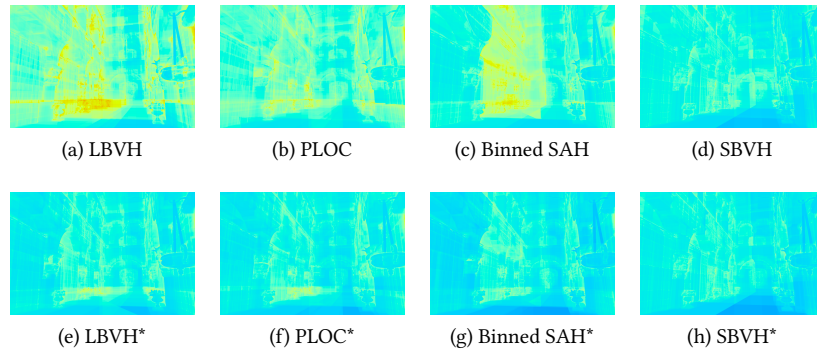 (a) LBVH
(b) PLOC
(c) Binned SAH
(d) SBVH
(e) LBVH*
(f) PLOC*
(g) Binned SAH*
(h) SBVH*